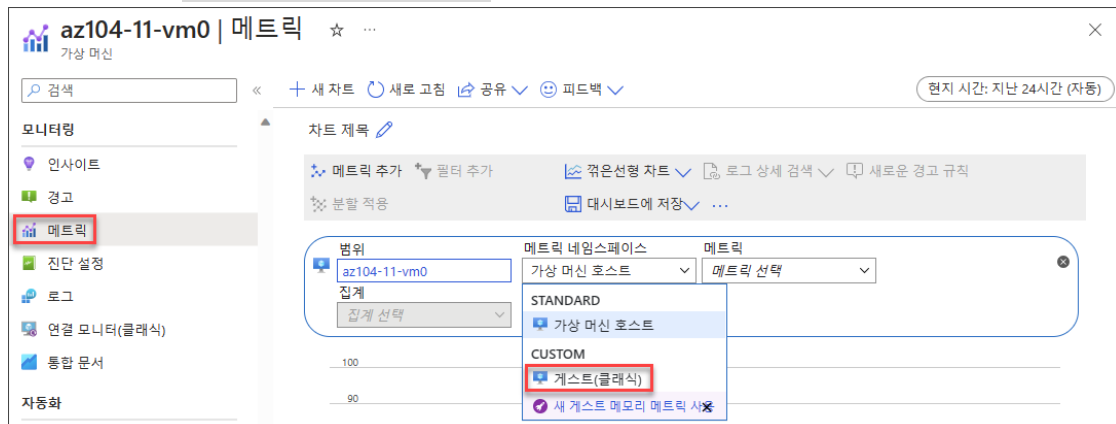 az104-11-vm0 | 메트릭 ☆ ...
가상 머신
검색
+ 새 차트 새로 고침 공유 피드백
현지 시간: 지난 24시간 (자동)
모니터링
인사이트
경고
메트릭
진단 설정
로그
연결 모니터(클래식)
통합 문서
자동화
차트 제목
메트릭 추가 필터 추가 꺾은선형 차트 로그 상세 검색 새로운 경고 규칙
분할 적용 대시보드에 저장 ...
범위 메트릭 네임스페이스 메트릭
az104-11-vm0 가상 머신 호스트 메트릭 선택
집계
집계 선택
STANDARD
가상 머신 호스트
CUSTOM
게스트(클래식)
새 게스트 메모리 메트릭
100
90